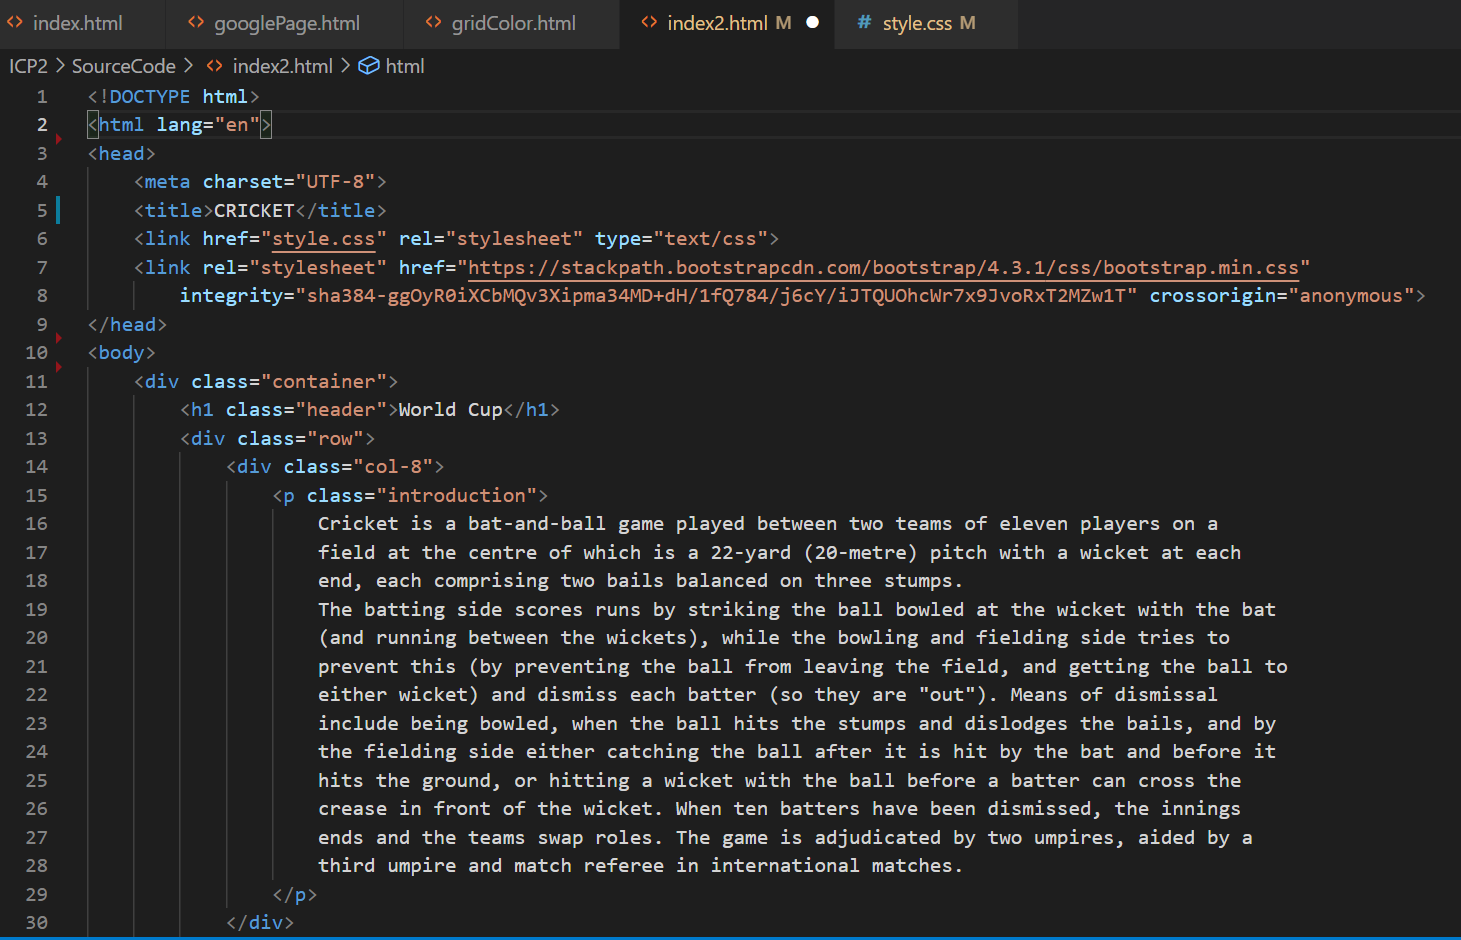 index.html googlePage.html gridColor.html index2.html M # style.css M
ICP2 > SourceCode > index2.html > html
1 <!DOCTYPE html>
2 <html lang="en">
3 <head>
4 <meta charset="UTF-8">
5 <title>CRICKET</title>
6 <link href="style.css" rel="stylesheet" type="text/css">
7 <link rel="stylesheet" href="https://stackpath.bootstrapcdn.com/bootstrap/4.3.1/css/bootstrap.min.css"
8 integrity="sha384-ggOyR0iXCbMQv3Xipma34MD+dH/1fQ784/j6cY/iJTQUOhcWr7x9JvoRxT2MZw1T" crossorigin="anonymous">
9 </head>
10 <body>
11 <div class="container">
12 <h1 class="header">World Cup</h1>
13 <div class="row">
14 <div class="col-8">
15 <p class="introduction">
16 Cricket is a bat-and-ball game played between two teams of eleven players on a
17 field at the centre of which is a 22-yard (20-metre) pitch with a wicket at each
18 end, each comprising two bails balanced on three stumps.
19 The batting side scores runs by striking the ball bowled at the wicket with the bat
20 (and running between the wickets), while the bowling and fielding side tries to
21 prevent this (by preventing the ball from leaving the field, and getting the ball to
22 either wicket) and dismiss each batter (so they are "out"). Means of dismissal
23 include being bowled, when the ball hits the stumps and dislodges the bails, and by
24 the fielding side either catching the ball after it is hit by the bat and before it
25 hits the ground, or hitting a wicket with the ball before a batter can cross the
26 crease in front of the wicket. When ten batters have been dismissed, the innings
27 ends and the teams swap roles. The game is adjudicated by two umpires, aided by a
28 third umpire and match referee in international matches.
29 </p>
30 </div>